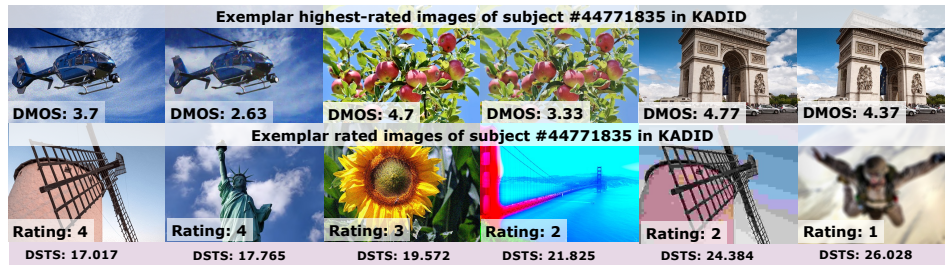 Exemplar highest-rated images of subject #44771835 in KADID
DMOS: 3.7 DMOS: 2.63 DMOS: 4.7 DMOS: 3.33 DMOS: 4.77 DMOS: 4.37
Exemplar rated images of subject #44771835 in KADID
Rating: 4 Rating: 4 Rating: 3 Rating: 2 Rating: 2 Rating: 1
DSTS: 17.017 DSTS: 17.765 DSTS: 19.572 DSTS: 21.825 DSTS: 24.384 DSTS: 26.028